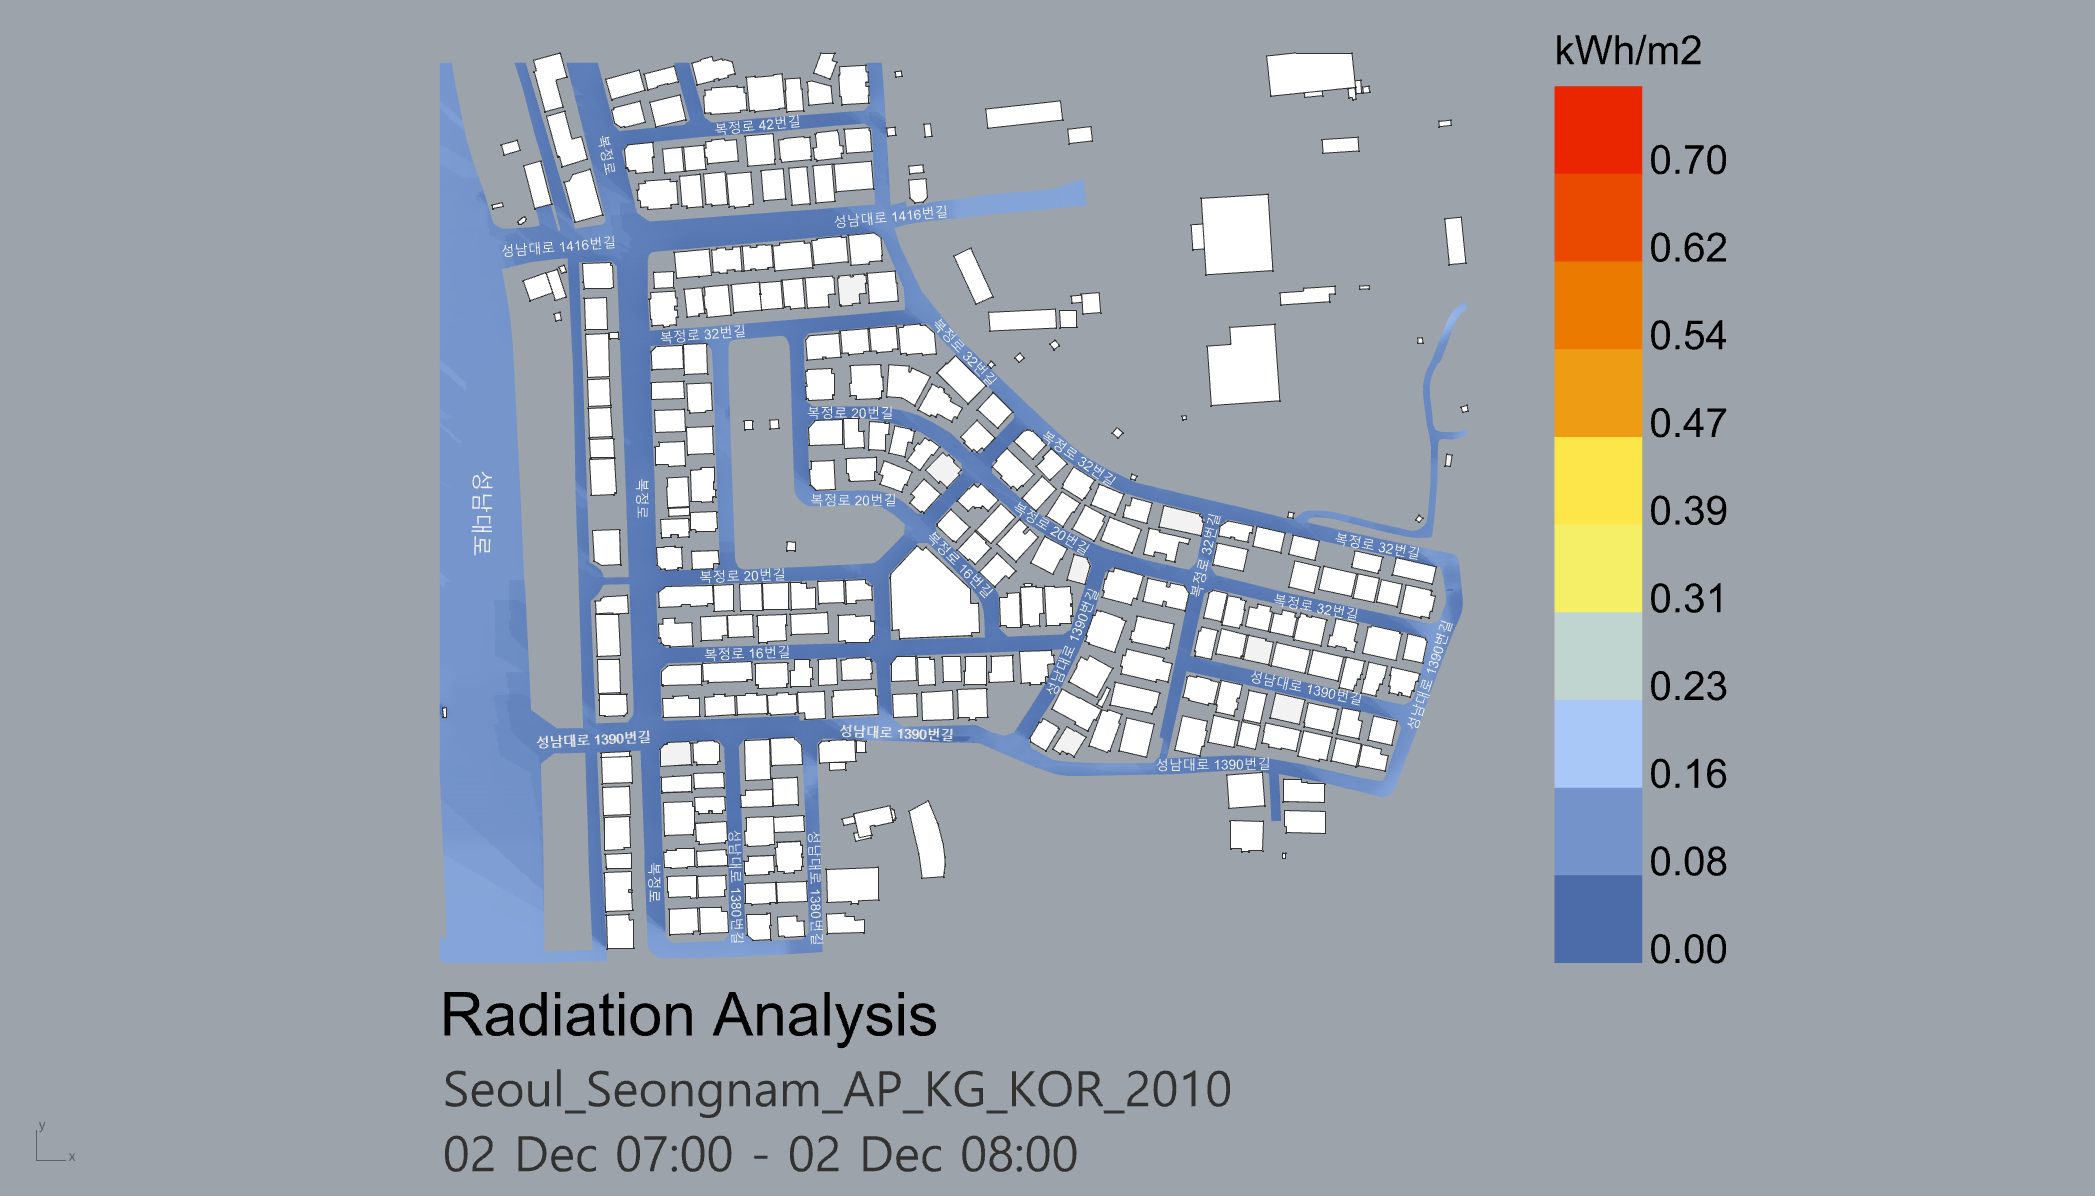 kWh/m2
0.70
0.62
0.54
0.47
0.39
0.31
0.23
0.16
0.08
0.00
복정로 42번길
복정로
성남대로 1416번길
성남대로 1416번길
복정로 32번길
복정로 32번길
복정로 20번길
복정로 32번길
성남대로
복정로
복정로 20번길
복정로 20번길
복정로 32번길
복정로 32번길
복정로 16번길
복정로 20번길
복정로 32번길
성남대로 1390번길
복정로 16번길
성남대로 1390번길
성남대로 1390번길
성남대로 1390번길
성남대로 1390번길
성남대로 1390번길
복정로
성남대로 1380번길
성남대로 1380번길
Radiation Analysis
Seoul_Seongnam_AP_KG_KOR_2010
02 Dec 07:00 - 02 Dec 08:00
y
x